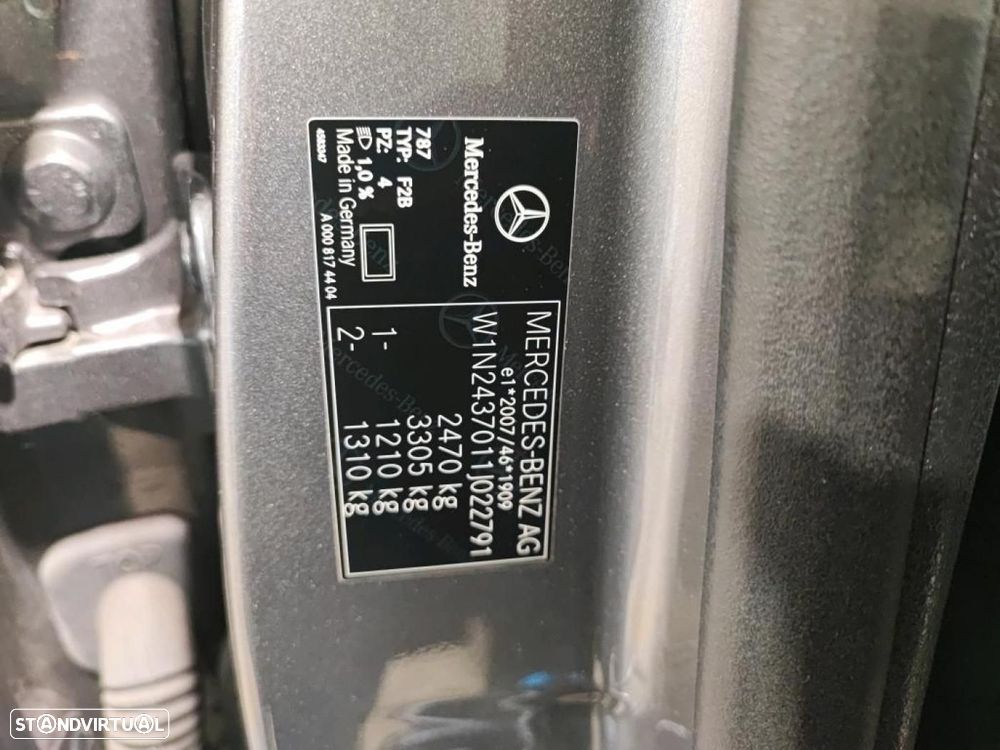 Mercedes-Benz
787
TYP: F2B
PZ: 4
1,0 %
Made in Germany
4583347
A 000 817 44 04
MERCEDES-BENZ AG
e1*2007/46*1909
W1N2437011J022791
2470 kg
3305 kg
1- 1210 kg
2- 1310 kg
STANDVIRTUAL